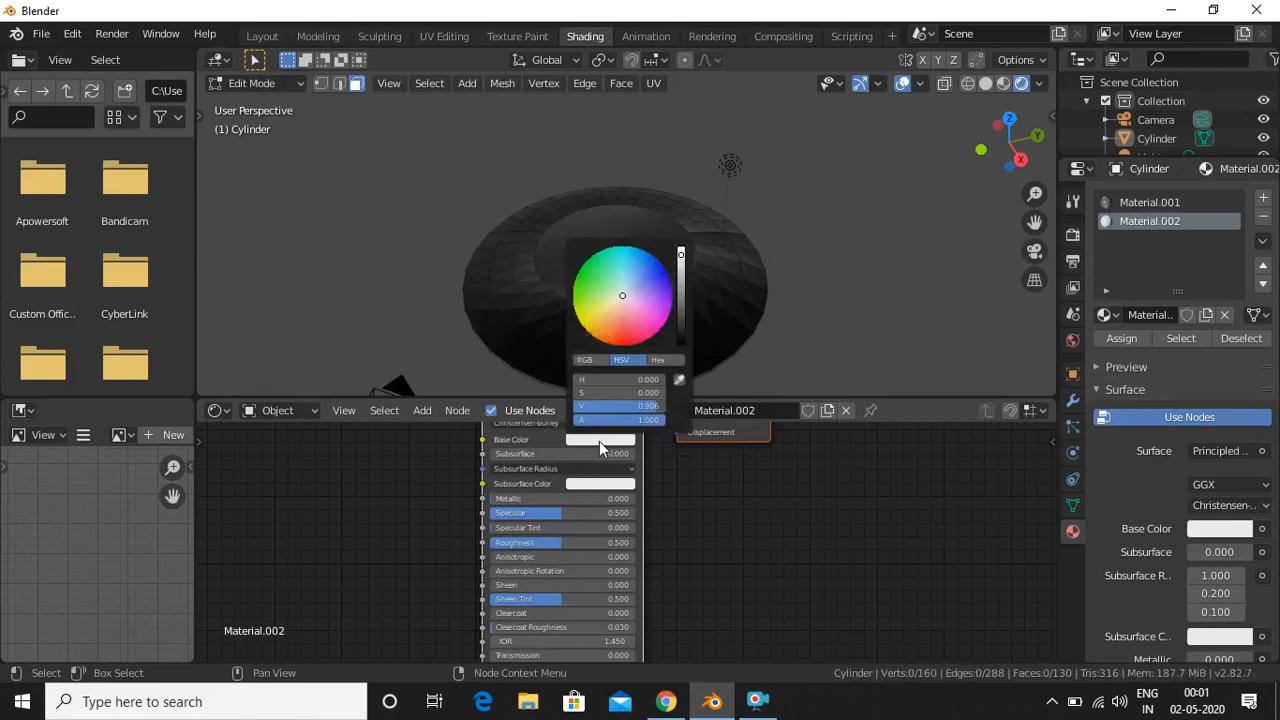 Blender
File Edit Render Window Help
Layout Modeling Sculpting UV Editing Texture Paint Shading Animation Rendering Compositing Scripting
Scene View Layer
View Select
Global X Y Z Options
Edit Mode View Select Add Mesh Vertex Edge Face UV
C:\Use
User Perspective
(1) Cylinder
Scene Collection
Collection
Camera
Cylinder
Cylinder Material.002
Material.001
Material.002
Apowersoft Bandicam
Custom Offic... CyberLink
Material..
Assign Select Deselect
Preview
Surface
Use Nodes
Surface Principled ..
GGX
Christensen-..
Base Color
Subsurface 0.000
Subsurface R.. 1.000
0.200
0.100
Subsurface C..
Metallic 0.000
RGB HSV Hex
H 0.000
S 0.000
V 0.906
A 1.000
View New
Object View Select Add Node Use Nodes Material.002
Christensen-Burley
Displacement
Base Color
Subsurface 0.000
Subsurface Radius
Subsurface Color
Metallic 0.000
Specular 0.500
Specular Tint 0.000
Roughness 0.500
Anisotropic 0.000
Anisotropic Rotation 0.000
Sheen 0.000
Sheen Tint 0.500
Clearcoat 0.000
Clearcoat Roughness 0.030
IOR 1.450
Transmission 0.000
Material.002
Select Box Select Pan View Node Context Menu Cylinder | Verts:0/160 | Edges:0/288 | Faces:0/130 | Tris:316 | Mem:187.7 MiB | v2.82.7
Type here to search
ENG 00:01
IN 02-05-2020